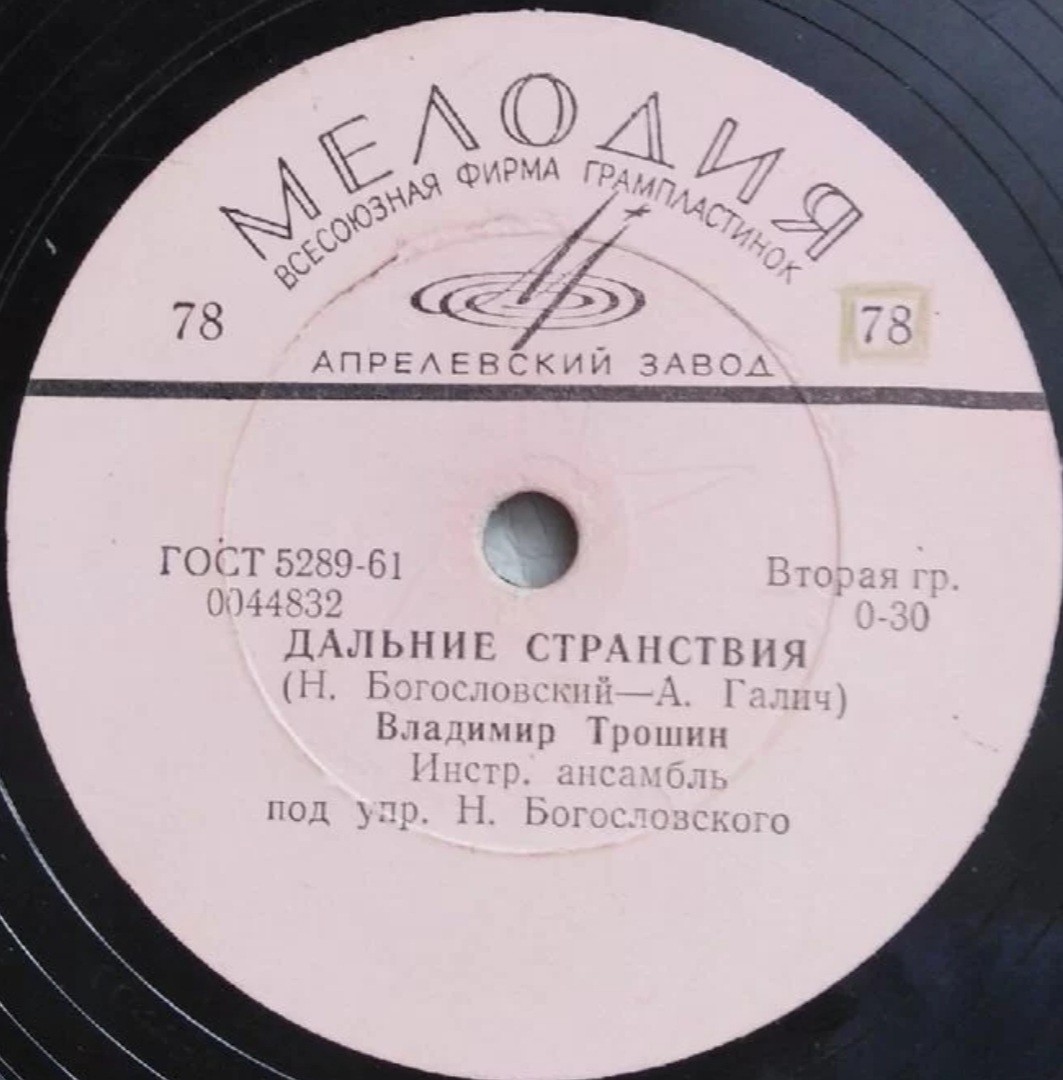 МЕЛОДИЯ
ВСЕСОЮЗНАЯ ФИРМА ГРАМПЛАСТИНОК
78
78
АПРЕЛЕВСКИЙ ЗАВОД
ГОСТ 5289-61
0044832
Вторая гр.
0-30
ДАЛЬНИЕ СТРАНСТВИЯ
(Н. Богословский—А. Галич)
Владимир Трошин
Инстр. ансамбль
под упр. Н. Богословского